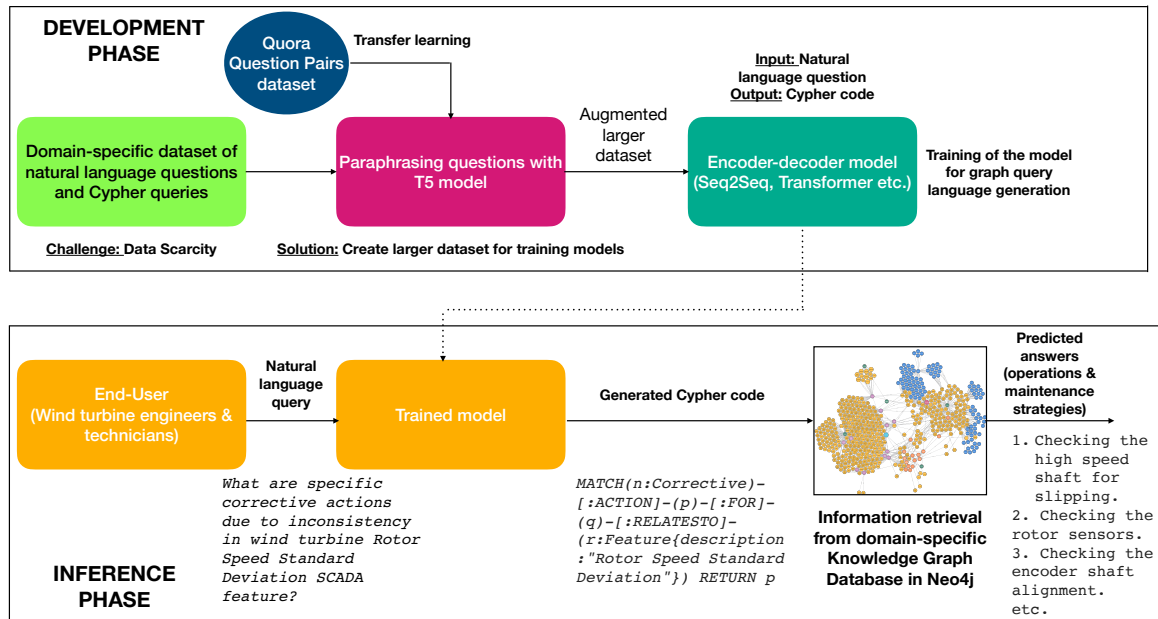 DEVELOPMENT
PHASE
Quora
Question Pairs
dataset
Transfer learning
Input: Natural
language question
Output: Cypher code
Domain-specific dataset of
natural language questions
and Cypher queries
Paraphrasing questions with
T5 model
Augmented
larger
dataset
Encoder-decoder model
(Seq2Seq, Transformer etc.)
Training of the model
for graph query
language generation
Challenge: Data Scarcity
Solution: Create larger dataset for training models
End-User
(Wind turbine engineers &
technicians)
Natural
language
query
Trained model
Generated Cypher code
Predicted
answers
(operations &
maintenance
strategies)
What are specific
corrective actions
due to inconsistency
in wind turbine Rotor
Speed Standard
Deviation SCADA
feature?
MATCH(n:Corrective)-
[:ACTION]-(p)-[:FOR]-
(q)-[:RELATESTO]-
(r:Feature{description
:"Rotor Speed Standard
Deviation"}) RETURN p
Information retrieval
from domain-specific
Knowledge Graph
Database in Neo4j
1. Checking the
high speed
shaft for
slipping.
2. Checking the
rotor sensors.
3. Checking the
encoder shaft
alignment.
etc.
INFERENCE
PHASE